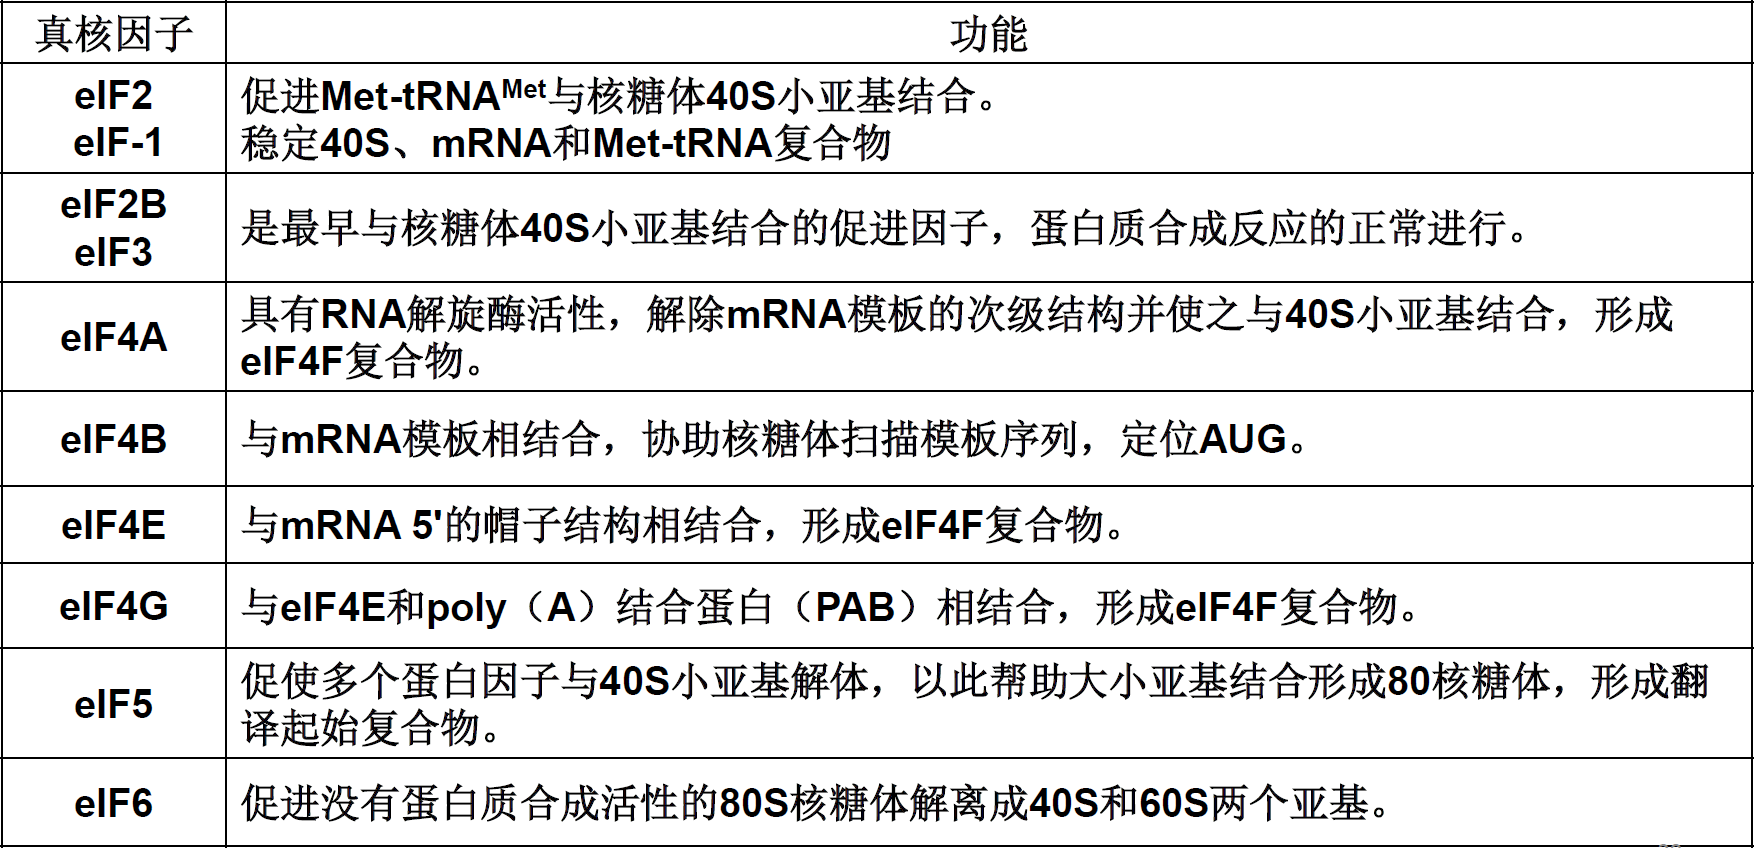 真核因子 功能
eIF2 促进Met-tRNAMet与核糖体40S小亚基结合。
eIF-1 稳定40S、mRNA和Met-tRNA复合物
eIF2B
eIF3
是最早与核糖体40S小亚基结合的促进因子，蛋白质合成反应的正常进行。
eIF4A
具有RNA解旋酶活性，解除mRNA模板的次级结构并使之与40S小亚基结合，形成
eIF4F复合物。
eIF4B 与mRNA模板相结合，协助核糖体扫描模板序列，定位AUG。
eIF4E 与mRNA 5'的帽子结构相结合，形成eIF4F复合物。
eIF4G 与eIF4E和poly（A）结合蛋白（PAB）相结合，形成eIF4F复合物。
eIF5
促使多个蛋白因子与40S小亚基解体，以此帮助大小亚基结合形成80核糖体，形成翻
译起始复合物。
eIF6 促进没有蛋白质合成活性的80S核糖体解离成40S和60S两个亚基。